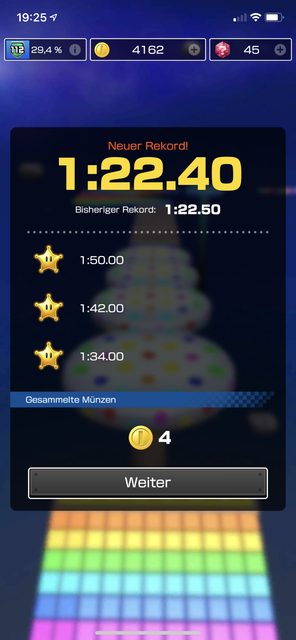 19:25
112 29,4 % 4162 45
Neuer Rekord!
1:22.40
Bisheriger Rekord: 1:22.50
1:50.00
1:42.00
1:34.00
Gesammelte Münzen
4
Weiter